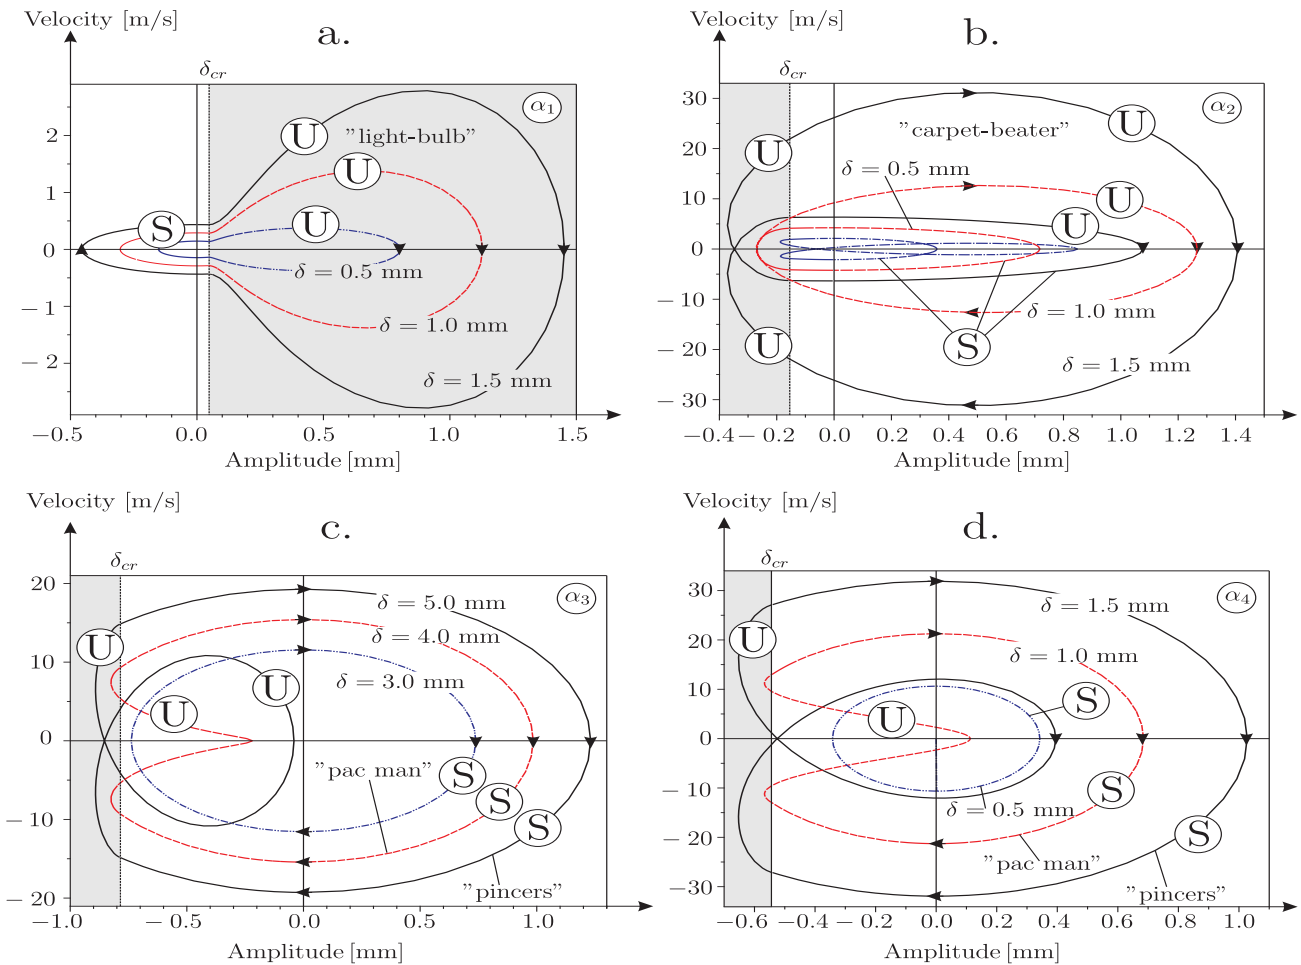 Velocity [m/s]
a.
δcr
α1
U
"light-bulb"
U
S
U
δ = 0.5 mm
δ = 1.0 mm
δ = 1.5 mm
2
1
0
− 1
− 2
−0.5
0.0
0.5
1.0
1.5
Amplitude [mm]
Velocity [m/s]
b.
δcr
α2
U
"carpet-beater"
U
δ = 0.5 mm
U
U
δ = 1.0 mm
U
S
δ = 1.5 mm
30
20
10
0
−10
−20
−30
−0.4
− 0.2
0.0
0.2
0.4
0.6
0.8
1.0
1.2
1.4
Amplitude [mm]
Velocity [m/s]
c.
δcr
α3
δ = 5.0 mm
δ = 4.0 mm
δ = 3.0 mm
U
U
U
"pac man"
S
S
S
"pincers"
20
10
0
− 10
− 20
−1.0
−0.5
0.0
0.5
1.0
Amplitude [mm]
Velocity [m/s]
d.
δcr
α4
δ = 1.5 mm
U
δ = 1.0 mm
S
U
δ = 0.5 mm
S
S
"pac man"
"pincers"
30
20
10
0
−10
−20
−30
−0.6
−0.4
− 0.2
0.0
0.2
0.4
0.6
0.8
1.0
Amplitude [mm]